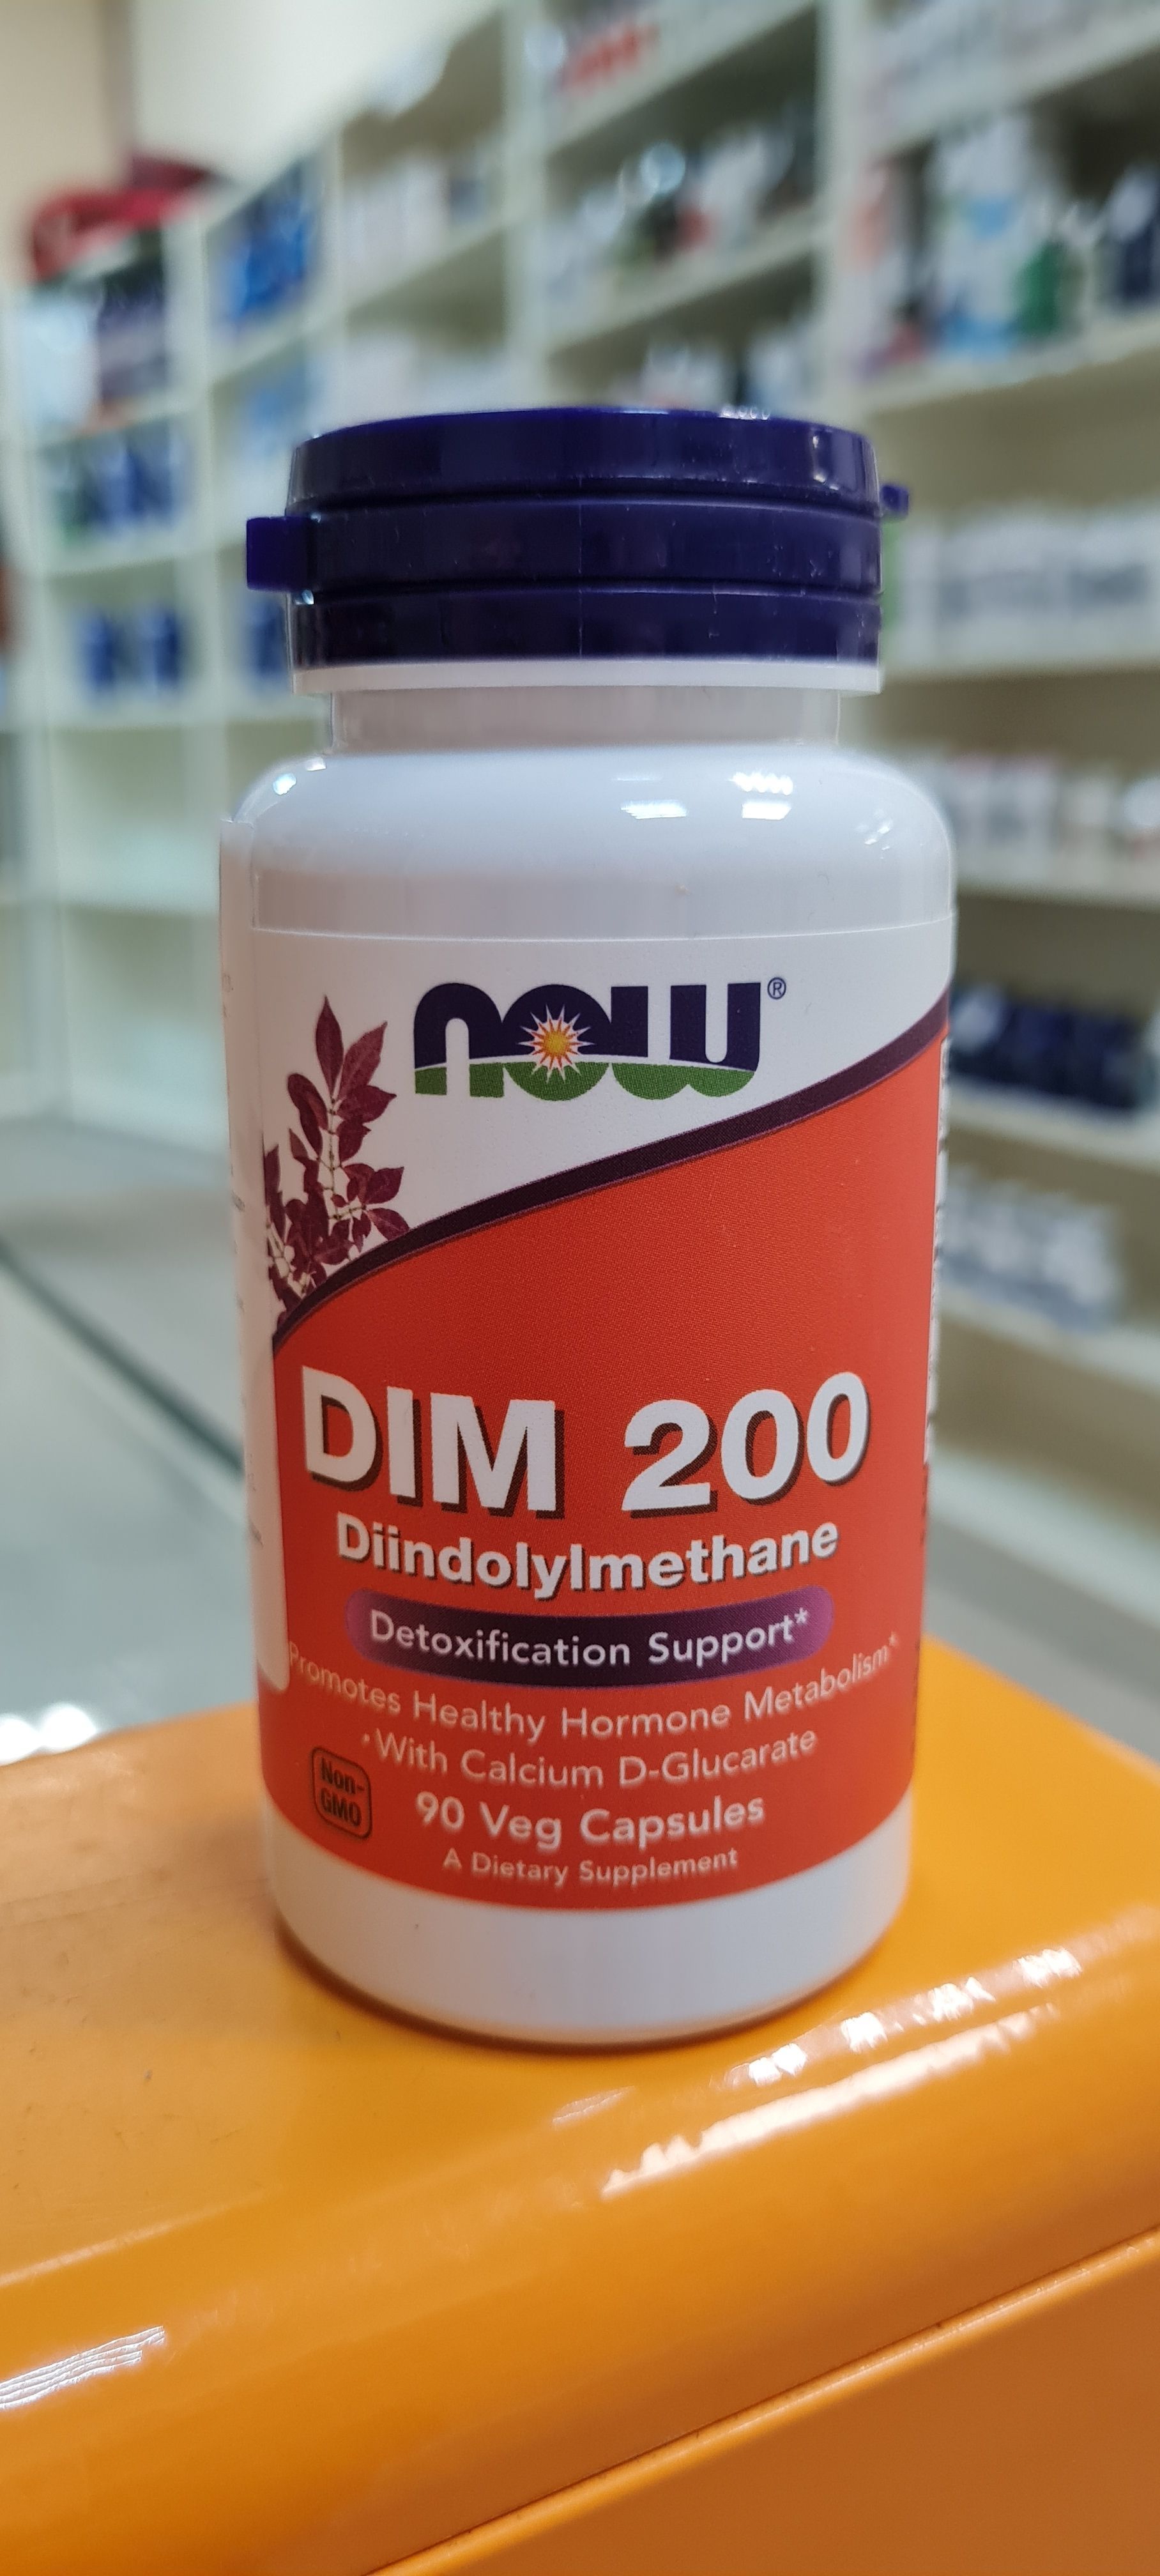 now®
DIM 200
Diindolylmethane
Detoxification Support*
Promotes Healthy Hormone Metabolism*
• With Calcium D-Glucarate
Non-
GMO
90 Veg Capsules
A Dietary Supplement